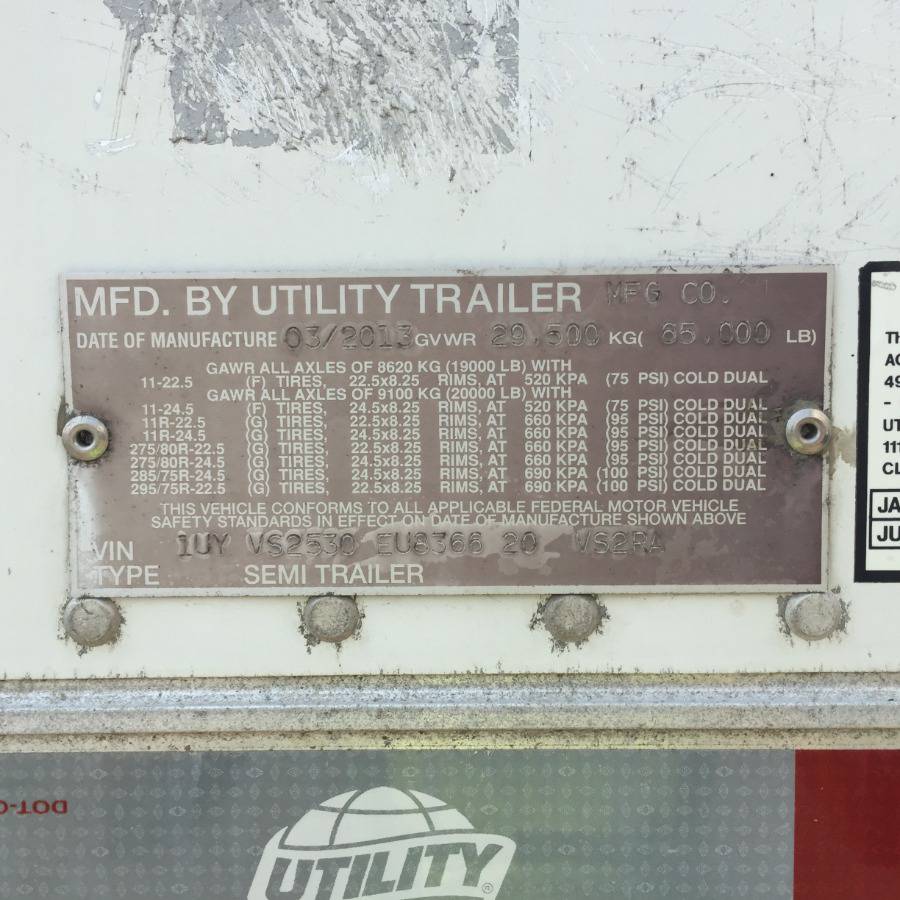 MFD. BY UTILITY TRAILER MFG CO.
DATE OF MANUFACTURE 03/2013 GVWR 29,500 KG( 65,000 LB)
GAWR ALL AXLES OF 8620 KG (19000 LB) WITH
11-22.5 (F) TIRES, 22.5x8.25 RIMS, AT 520 KPA (75 PSI) COLD DUAL
GAWR ALL AXLES OF 9100 KG (20000 LB) WITH
11-24.5 (F) TIRES, 24.5x8.25 RIMS, AT 520 KPA (75 PSI) COLD DUAL
11R-22.5 (G) TIRES, 22.5x8.25 RIMS, AT 660 KPA (95 PSI) COLD DUAL
11R-24.5 (G) TIRES, 24.5x8.25 RIMS, AT 660 KPA (95 PSI) COLD DUAL
275/80R-22.5 (G) TIRES, 22.5x8.25 RIMS, AT 660 KPA (95 PSI) COLD DUAL
275/80R-24.5 (G) TIRES, 24.5x8.25 RIMS, AT 660 KPA (95 PSI) COLD DUAL
285/75R-24.5 (G) TIRES, 24.5x8.25 RIMS, AT 690 KPA (100 PSI) COLD DUAL
295/75R-22.5 (G) TIRES, 22.5x8.25 RIMS, AT 690 KPA (100 PSI) COLD DUAL
THIS VEHICLE CONFORMS TO ALL APPLICABLE FEDERAL MOTOR VEHICLE
SAFETY STANDARDS IN EFFECT ON DATE OF MANUFACTURE SHOWN ABOVE
VIN 1UY VS2530 EU8366 20 VS2RA
TYPE SEMI TRAILER
TH
AC
49
-
UT
111
CL
JA
JU
DOT-C
UTILITY®